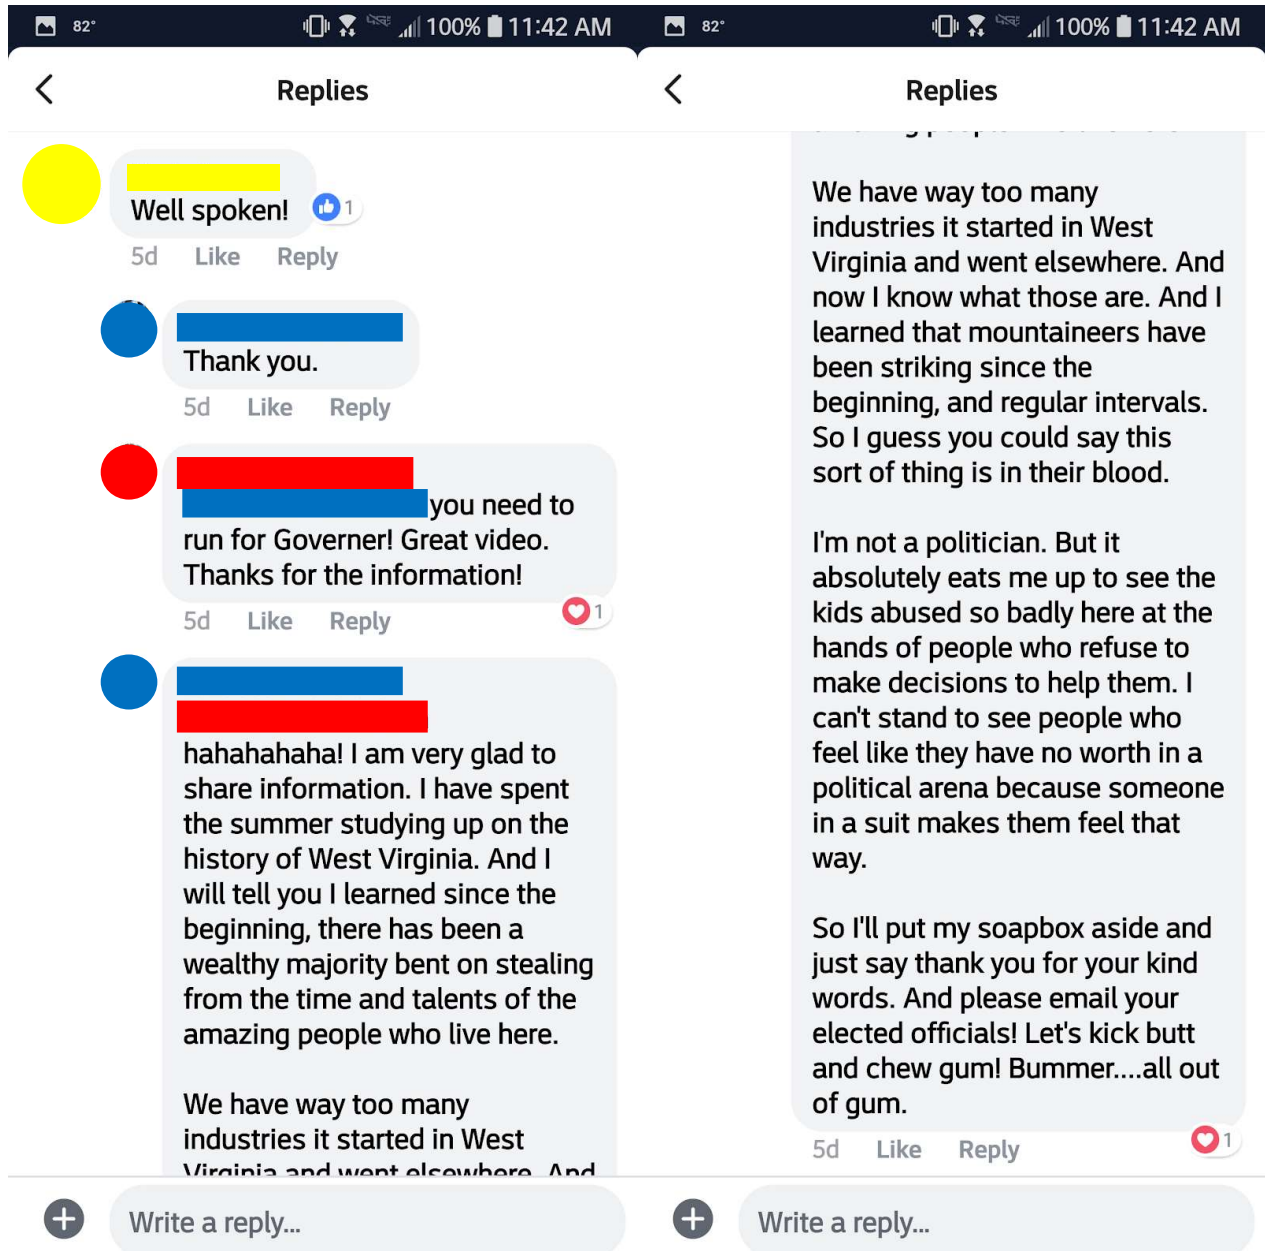 82°
100% 11:42 AM
Replies
Well spoken!
1
5d Like Reply
Thank you.
5d Like Reply
you need to
run for Governer! Great video.
Thanks for the information!
5d Like Reply
1
hahahahaha! I am very glad to
share information. I have spent
the summer studying up on the
history of West Virginia. And I
will tell you I learned since the
beginning, there has been a
wealthy majority bent on stealing
from the time and talents of the
amazing people who live here.
We have way too many
industries it started in West
Virginia and went elsewhere. And
Write a reply...
82°
100% 11:42 AM
Replies
We have way too many
industries it started in West
Virginia and went elsewhere. And
now I know what those are. And I
learned that mountaineers have
been striking since the
beginning, and regular intervals.
So I guess you could say this
sort of thing is in their blood.
I'm not a politician. But it
absolutely eats me up to see the
kids abused so badly here at the
hands of people who refuse to
make decisions to help them. I
can't stand to see people who
feel like they have no worth in a
political arena because someone
in a suit makes them feel that
way.
So I'll put my soapbox aside and
just say thank you for your kind
words. And please email your
elected officials! Let's kick butt
and chew gum! Bummer....all out
of gum.
5d Like Reply
1
Write a reply...